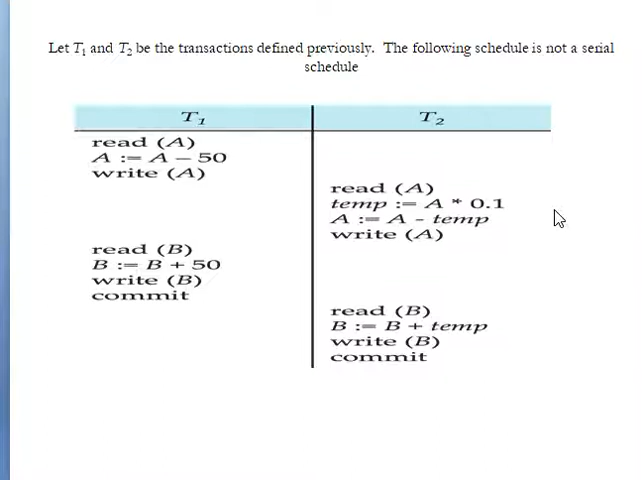 Let T1 and T2 be the transactions defined previously.  The following schedule is not a serial
schedule
T1
T2
read (A)
A := A − 50
write (A)
read (A)
temp := A * 0.1
A := A - temp
write (A)
read (B)
B := B + 50
write (B)
commit
read (B)
B := B + temp
write (B)
commit